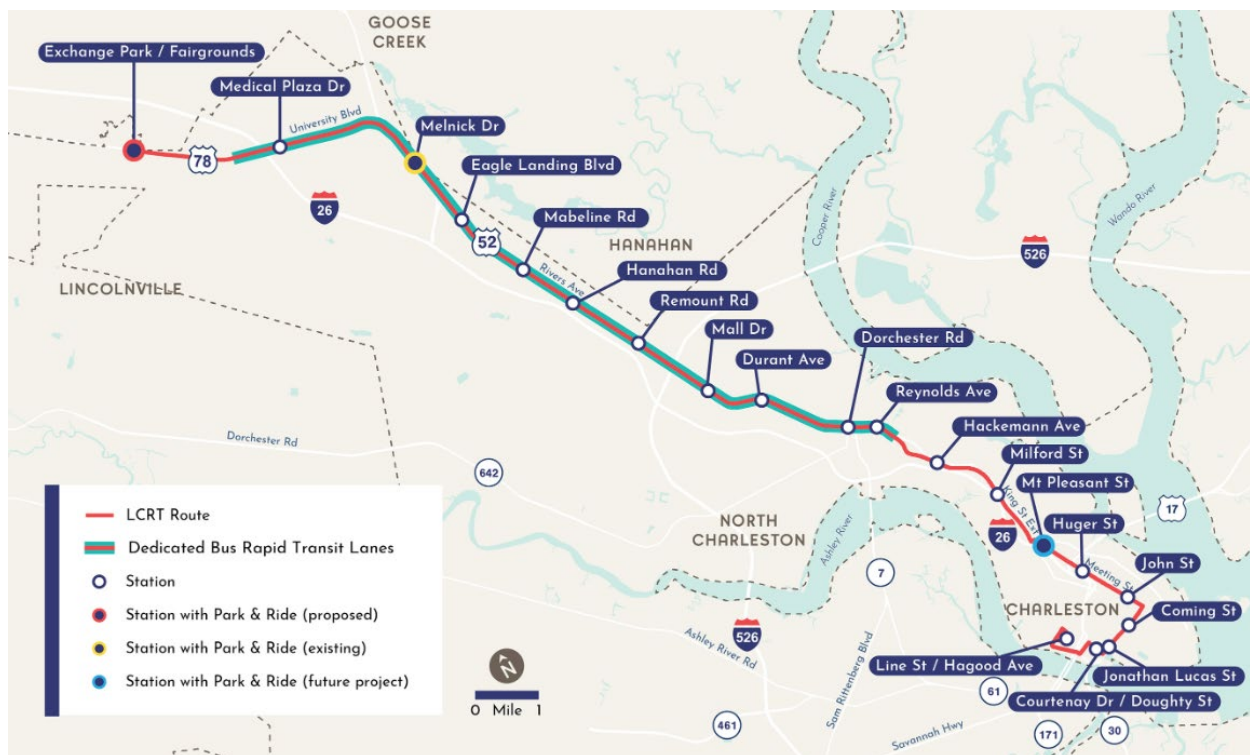 GOOSE
CREEK
Exchange Park / Fairgrounds
Medical Plaza Dr
University Blvd
Melnick Dr
78
Eagle Landing Blvd
26
Mabeline Rd
52
HANAHAN
Rivers Ave
Hanahan Rd
Cooper River
Wando River
526
LINCOLNVILLE
Remount Rd
Mall Dr
Dorchester Rd
Durant Ave
Reynolds Ave
Hackemann Ave
Dorchester Rd
642
Milford St
Mt Pleasant St
King St Ext
17
Huger St
26
NORTH
CHARLESTON
Ashley River
7
Meeting St
John St
CHARLESTON
Coming St
Line St / Hagood Ave
Jonathan Lucas St
Courtenay Dr / Doughty St
526
Ashley River Rd
Sam Rittenberg Blvd
61
461
Savannah Hwy
171
30
LCRT Route
Dedicated Bus Rapid Transit Lanes
Station
Station with Park & Ride (proposed)
Station with Park & Ride (existing)
Station with Park & Ride (future project)
N
0 Mile 1